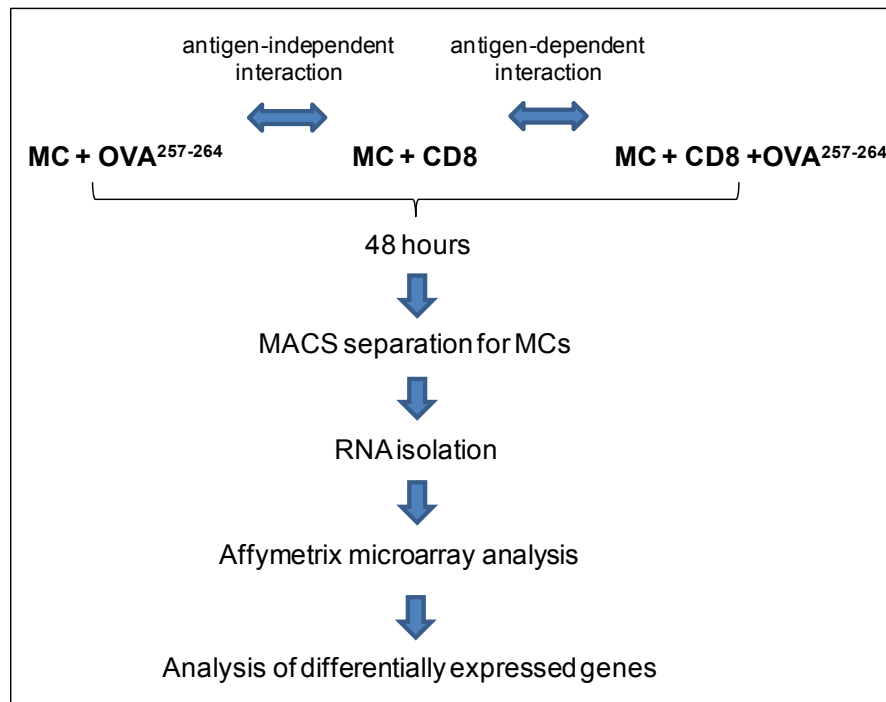 antigen-independent interaction
antigen-dependent interaction
MC + OVA²⁵⁷⁻²⁶⁴
MC + CD8
MC + CD8 +OVA²⁵⁷⁻²⁶⁴
48 hours
MACS separation for MCs
RNA isolation
Affymetrix microarray analysis
Analysis of differentially expressed genes